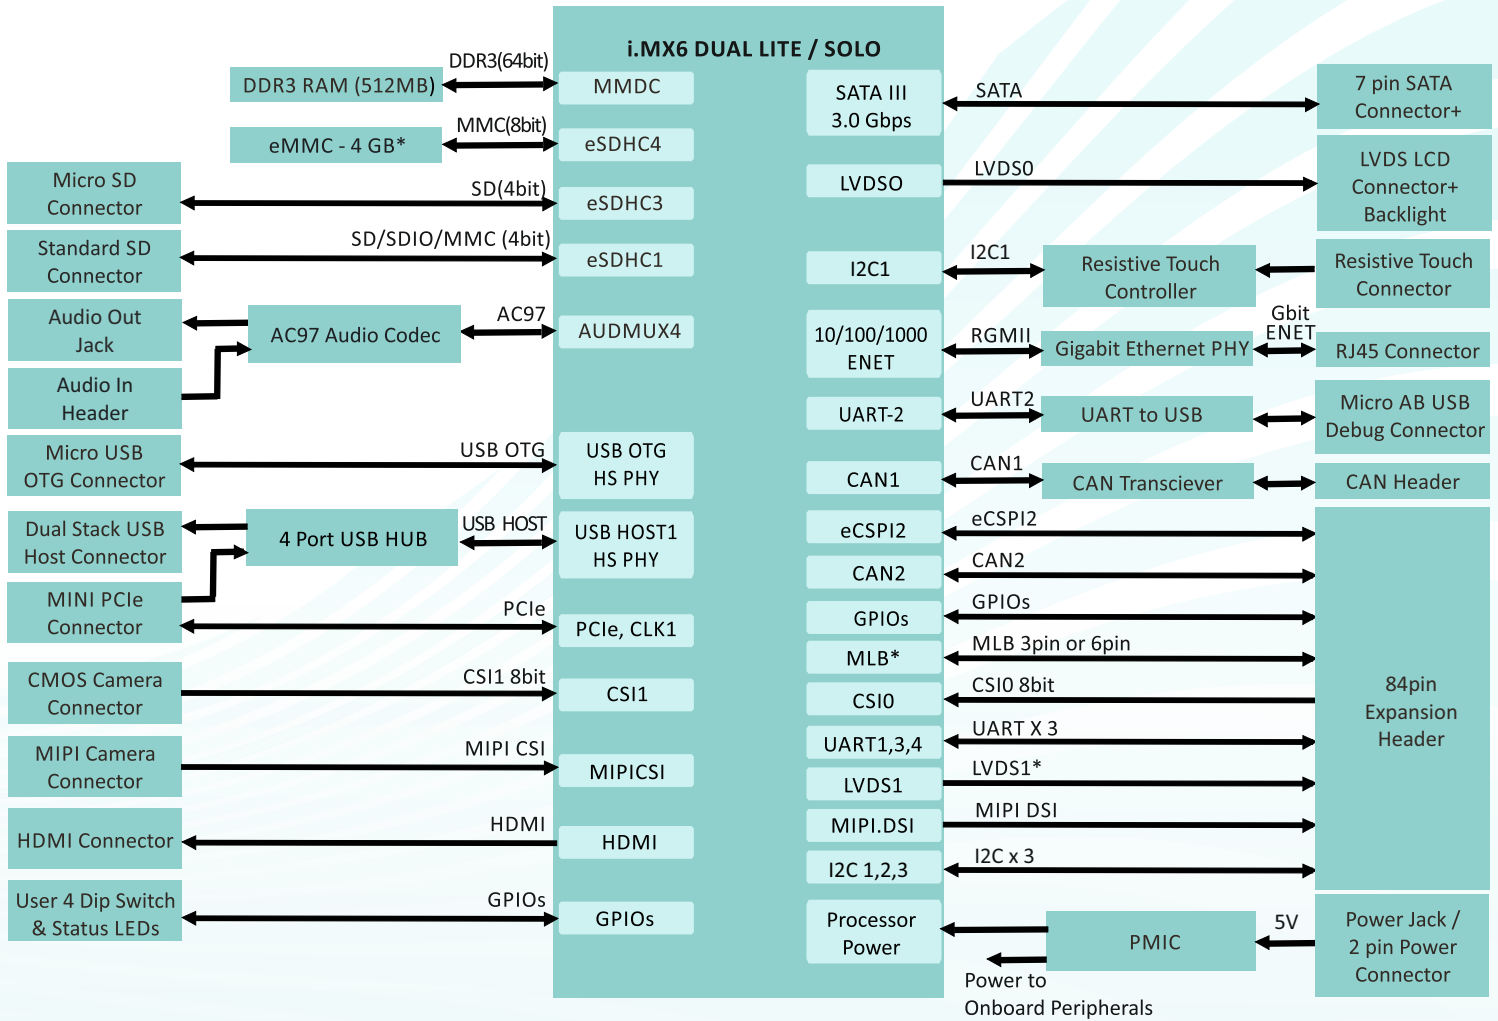 i.MX6 DUAL LITE / SOLO
DDR3 RAM (512MB)
DDR3(64bit)
MMDC
eMMC - 4 GB*
MMC(8bit)
eSDHC4
Micro SD
Connector
SD(4bit)
eSDHC3
Standard SD
Connector
SD/SDIO/MMC (4bit)
eSDHC1
Audio Out
Jack
AC97 Audio Codec
AC97
AUDMUX4
Audio In
Header
Micro USB
OTG Connector
USB OTG
USB OTG
HS PHY
Dual Stack USB
Host Connector
4 Port USB HUB
USB HOST
USB HOST1
HS PHY
MINI PCIe
Connector
PCIe
PCIe, CLK1
CMOS Camera
Connector
CSI1 8bit
CSI1
MIPI Camera
Connector
MIPI CSI
MIPICSI
HDMI Connector
HDMI
HDMI
User 4 Dip Switch
& Status LEDs
GPIOs
GPIOs
SATA III
3.0 Gbps
SATA
7 pin SATA
Connector+
LVDSO
LVDS0
LVDS LCD
Connector+
Backlight
I2C1
I2C1
Resistive Touch
Controller
Resistive Touch
Connector
10/100/1000
ENET
RGMII
Gigabit Ethernet PHY
Gbit
ENET
RJ45 Connector
UART-2
UART2
UART to USB
Micro AB USB
Debug Connector
CAN1
CAN1
CAN Transciever
CAN Header
eCSPI2
eCSPI2
CAN2
CAN2
GPIOs
GPIOs
MLB*
MLB 3pin or 6pin
CSI0
CSI0 8bit
UART1,3,4
UART X 3
LVDS1
LVDS1*
MIPI.DSI
MIPI DSI
I2C 1,2,3
I2C x 3
84pin
Expansion
Header
Processor
Power
PMIC
5V
Power Jack /
2 pin Power
Connector
Power to
Onboard Peripherals